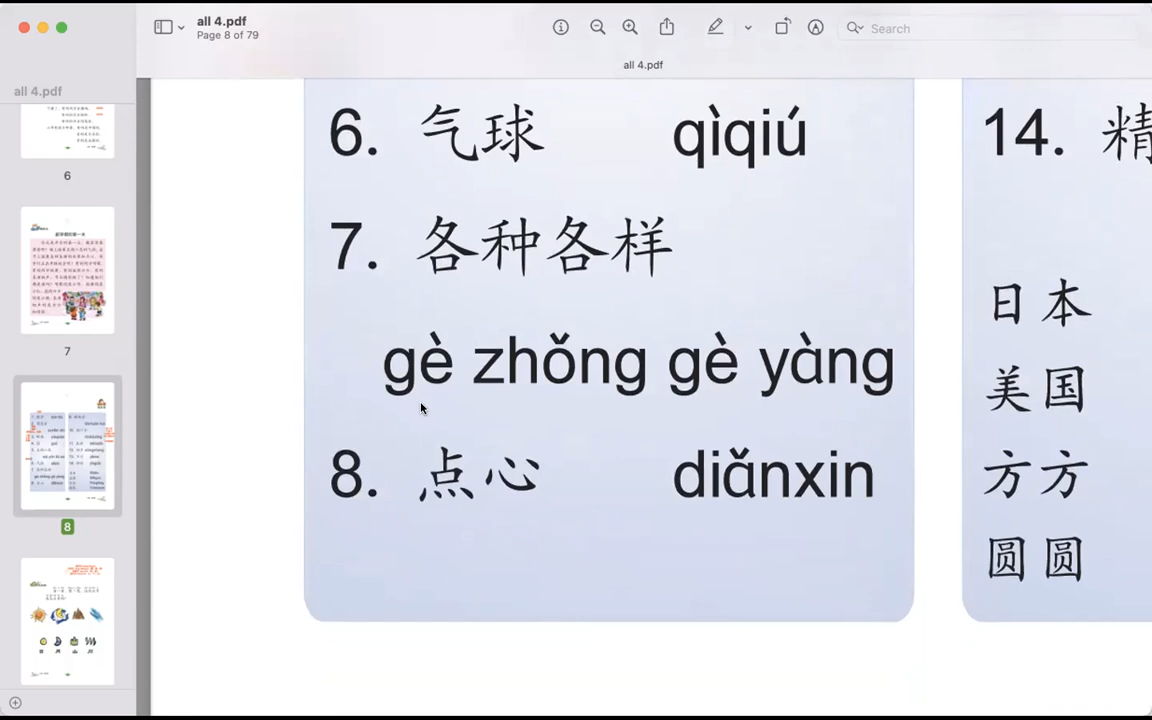 all 4.pdf
Page 8 of 79
Search
all 4.pdf
all 4.pdf
6
7
8
6. 气球 qìqiú
7. 各种各样
gè zhǒng gè yàng
8. 点心 diǎnxin
14. 精
日本
美国
方方
圆圆